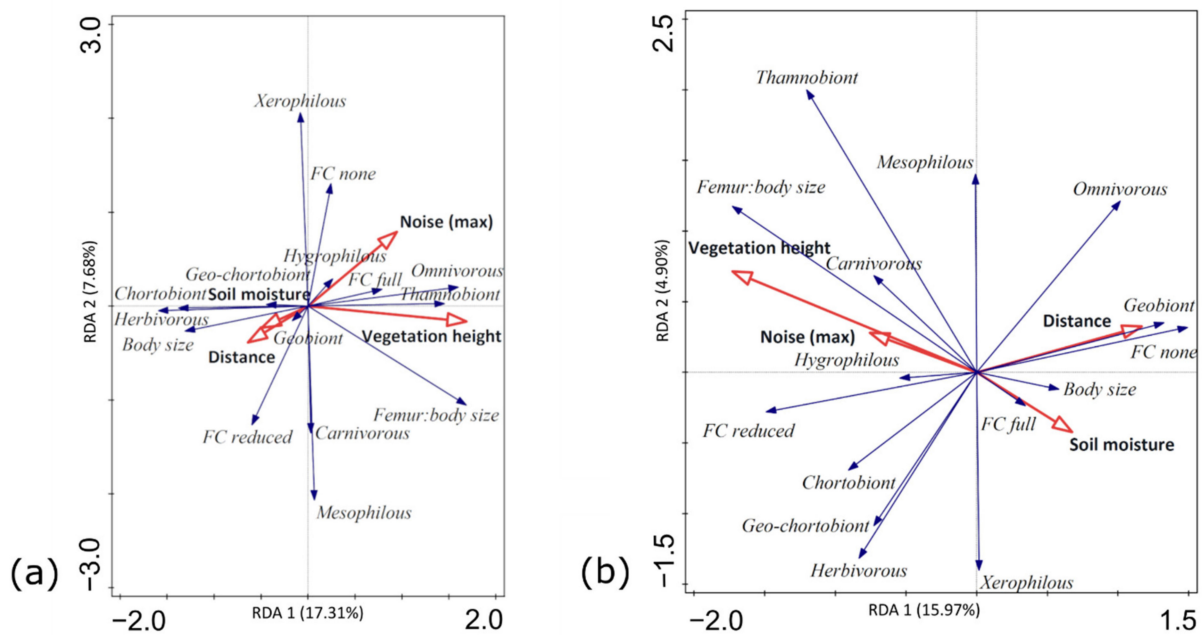 3.0
Xerophilous
FC none
Noise (max)
Hygrophilous
Geo-chortobiont
FC full
Omnivorous
Chortobiont
Soil moisture
Thamnobiont
Herbivorous
Body size
Geobiont
Vegetation height
Distance
Femur:body size
FC reduced
Carnivorous
Mesophilous
RDA 2 (7.68%)
(a)
−3.0
−2.0
RDA 1 (17.31%)
2.0
2.5
Thamnobiont
Mesophilous
Femur:body size
Omnivorous
Vegetation height
Carnivorous
Geobiont
Distance
Noise (max)
FC none
Hygrophilous
Body size
FC reduced
FC full
Soil moisture
Chortobiont
Geo-chortobiont
Herbivorous
Xerophilous
RDA 2 (4.90%)
(b)
−1.5
−2.0
RDA 1 (15.97%)
1.5